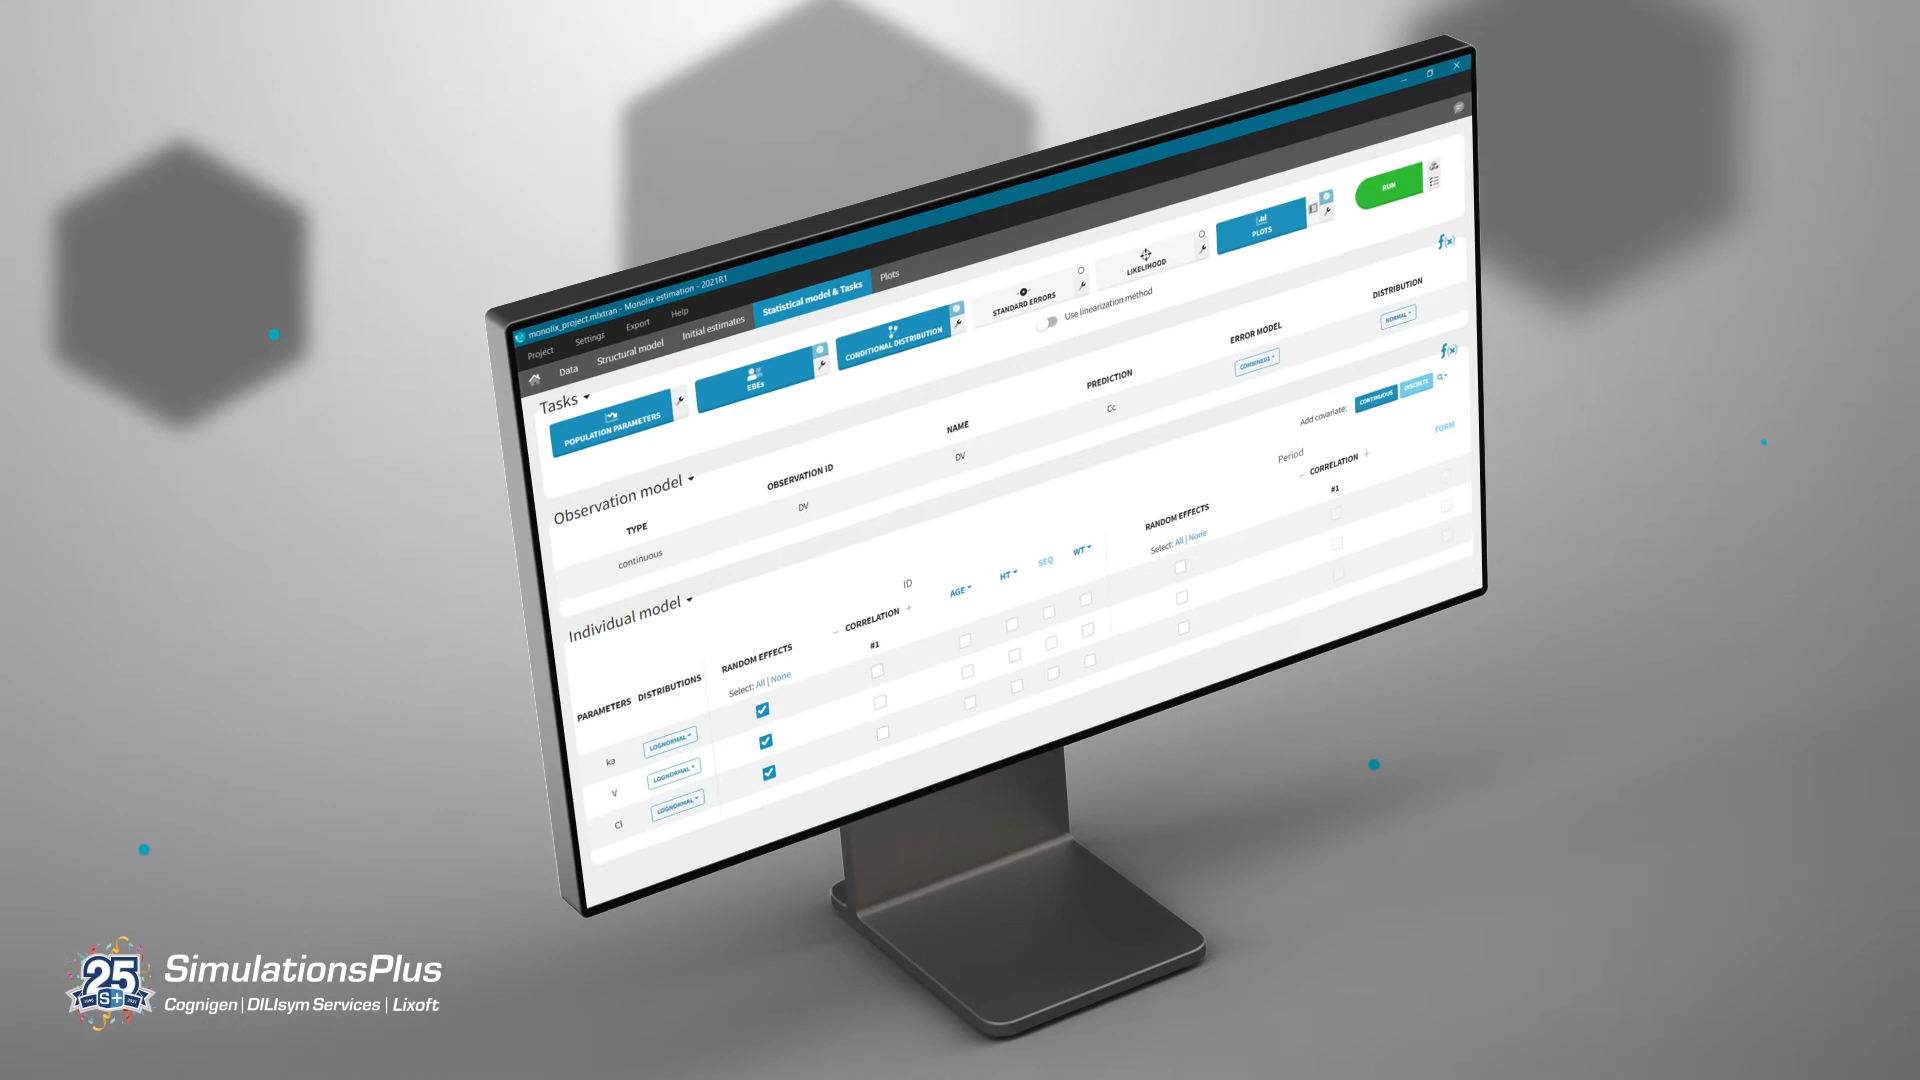 monolix_project.mlxtran - Monolix estimation - 2021R1
Project Settings Export Help
Data Structural model Initial estimates Statistical model & Tasks Plots
Tasks
POPULATION PARAMETERS
EBEs
CONDITIONAL DISTRIBUTION
STANDARD ERRORS
LIKELIHOOD
PLOTS
RUN
Use linearization method
Observation model
f(x)
TYPE OBSERVATION ID NAME PREDICTION ERROR MODEL DISTRIBUTION
continuous DV DV Cc COMBINED1 NORMAL
Individual model
f(x)
Add covariate: CONTINUOUS DISCRETE
ID Period
PARAMETERS DISTRIBUTIONS RANDOM EFFECTS − CORRELATION + AGE HT SEQ WT RANDOM EFFECTS − CORRELATION + FORM
Select: All | None #1 Select: All | None #1
ka LOGNORMAL
V LOGNORMAL
Cl LOGNORMAL
25
S+
1996 2021
SimulationsPlus
Cognigen | DILIsym Services | Lixoft